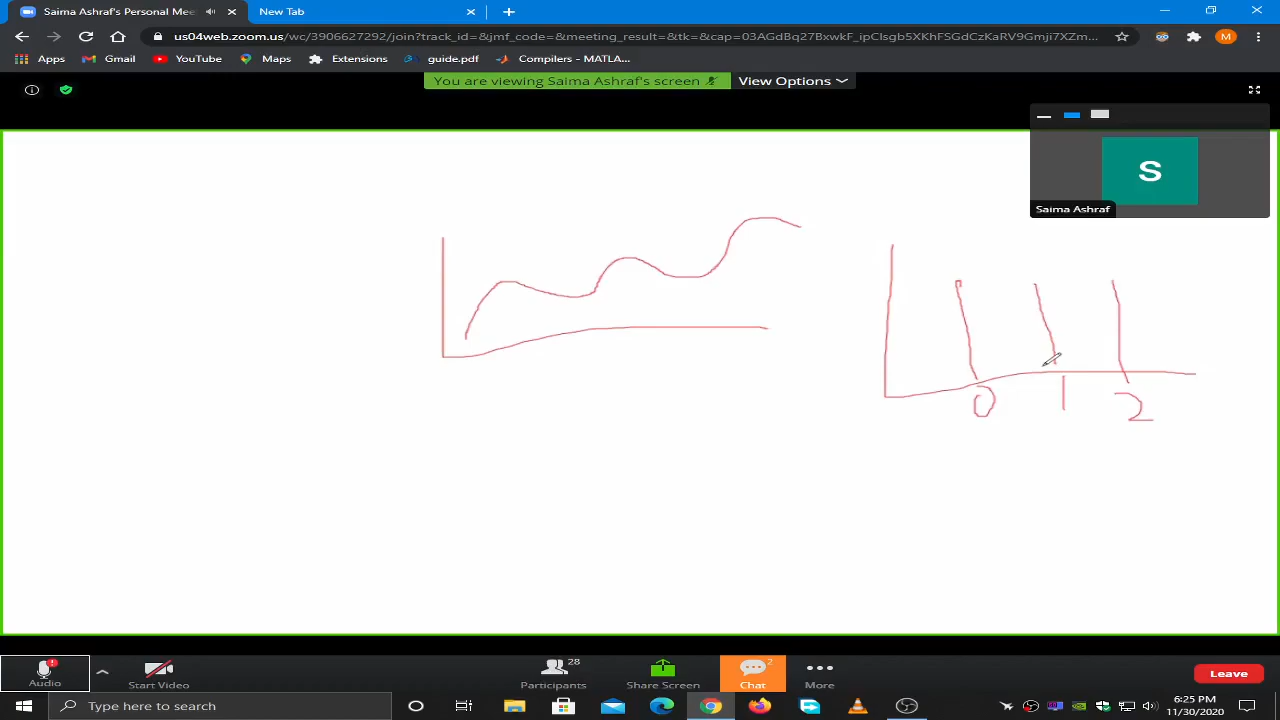 Saima Ashraf's Personal Mee
New Tab
us04web.zoom.us/wc/3906627292/join?track_id=&jmf_code=&meeting_result=&tk=&cap=03AGdBq27BxwkF_ipCIsgb5XKhFSGdCzKaRV9Gmji7XZm...
M
Apps
Gmail
YouTube
Maps
Extensions
guide.pdf
Compilers - MATLA...
You are viewing Saima Ashraf's screen
View Options
S
Saima Ashraf
0 1 2
28
2
Audio
Start Video
Participants
Share Screen
Chat
More
Leave
Type here to search
6:25 PM
11/30/2020